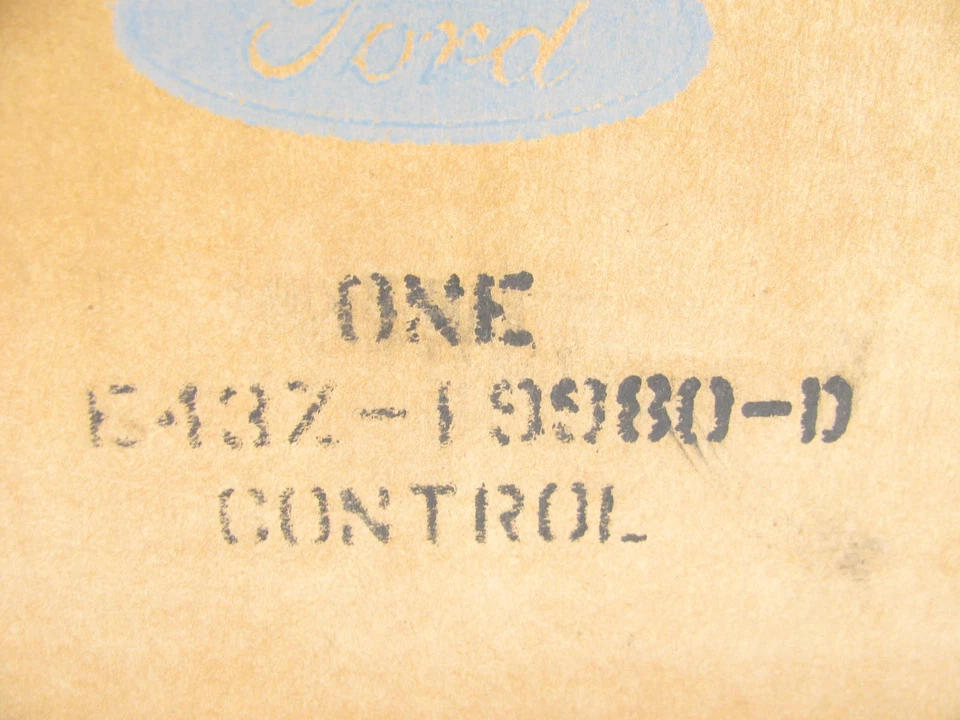 Ford
ONE
E43Z-19980-D
CONTROL